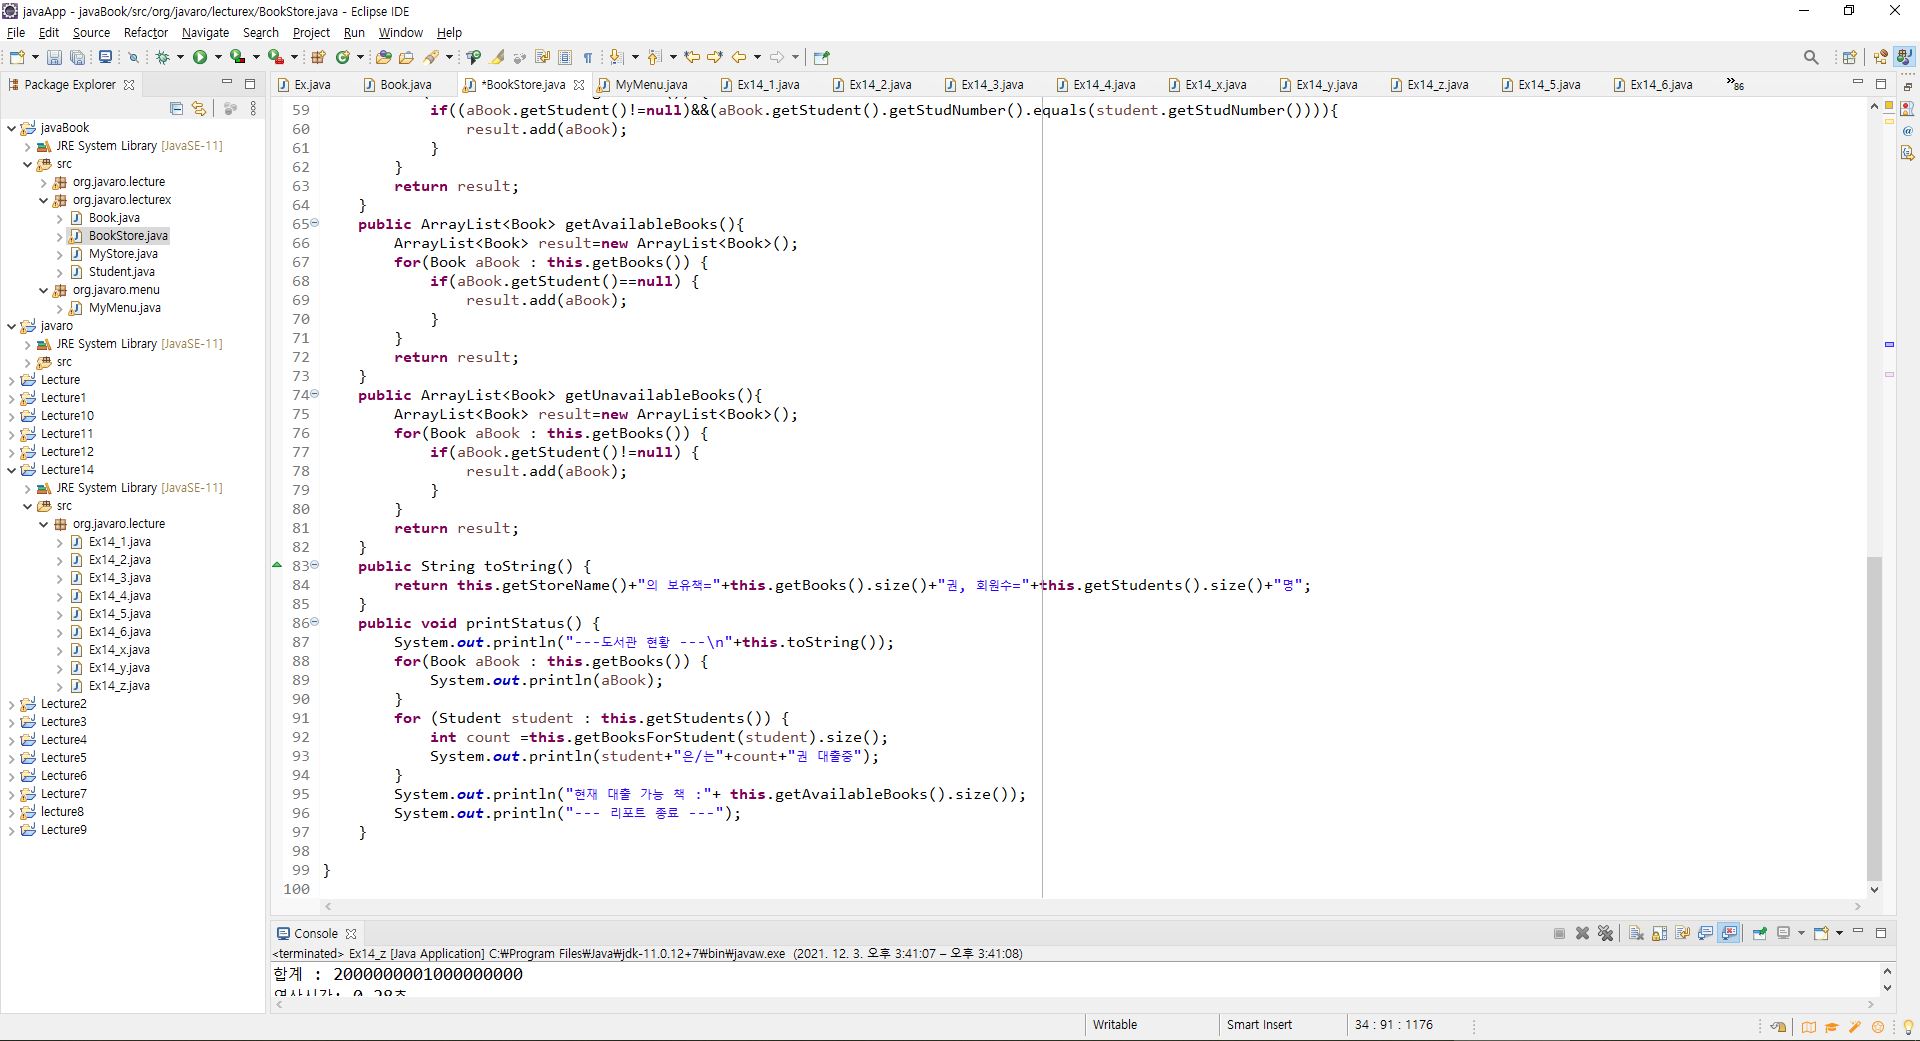 javaApp - javaBook/src/org/javaro/lecturex/BookStore.java - Eclipse IDE
File Edit Source Refactor Navigate Search Project Run Window Help
Package Explorer
Ex.java Book.java *BookStore.java MyMenu.java Ex14_1.java Ex14_2.java Ex14_3.java Ex14_4.java Ex14_x.java Ex14_y.java Ex14_z.java Ex14_5.java Ex14_6.java »86
javaBook
JRE System Library [JavaSE-11]
src
org.javaro.lecture
org.javaro.lecturex
Book.java
BookStore.java
MyStore.java
Student.java
org.javaro.menu
MyMenu.java
javaro
JRE System Library [JavaSE-11]
src
Lecture
Lecture1
Lecture10
Lecture11
Lecture12
Lecture14
JRE System Library [JavaSE-11]
src
org.javaro.lecture
Ex14_1.java
Ex14_2.java
Ex14_3.java
Ex14_4.java
Ex14_5.java
Ex14_6.java
Ex14_x.java
Ex14_y.java
Ex14_z.java
Lecture2
Lecture3
Lecture4
Lecture5
Lecture6
Lecture7
lecture8
Lecture9
59 if((aBook.getStudent()!=null)&&(aBook.getStudent().getStudNumber().equals(student.getStudNumber()))){
60 result.add(aBook);
61 }
62 }
63 return result;
64 }
65 public ArrayList<Book> getAvailableBooks(){
66 ArrayList<Book> result=new ArrayList<Book>();
67 for(Book aBook : this.getBooks()) {
68 if(aBook.getStudent()==null) {
69 result.add(aBook);
70 }
71 }
72 return result;
73 }
74 public ArrayList<Book> getUnavailableBooks(){
75 ArrayList<Book> result=new ArrayList<Book>();
76 for(Book aBook : this.getBooks()) {
77 if(aBook.getStudent()!=null) {
78 result.add(aBook);
79 }
80 }
81 return result;
82 }
83 public String toString() {
84 return this.getStoreName()+"의 보유책="+this.getBooks().size()+"권, 회원수="+this.getStudents().size()+"명";
85 }
86 public void printStatus() {
87 System.out.println("---도서관 현황 ---\n"+this.toString());
88 for(Book aBook : this.getBooks()) {
89 System.out.println(aBook);
90 }
91 for (Student student : this.getStudents()) {
92 int count =this.getBooksForStudent(student).size();
93 System.out.println(student+"은/는"+count+"권 대출중");
94 }
95 System.out.println("현재 대출 가능 책 :"+ this.getAvailableBooks().size());
96 System.out.println("--- 리포트 종료 ---");
97 }
98
99 }
100
Console
<terminated> Ex14_z [Java Application] C:₩Program Files₩Java₩jdk-11.0.12+7₩bin₩javaw.exe (2021. 12. 3. 오후 3:41:07 – 오후 3:41:08)
합계 : 2000000001000000000
연산시간: 0.28초
Writable Smart Insert 34 : 91 : 1176